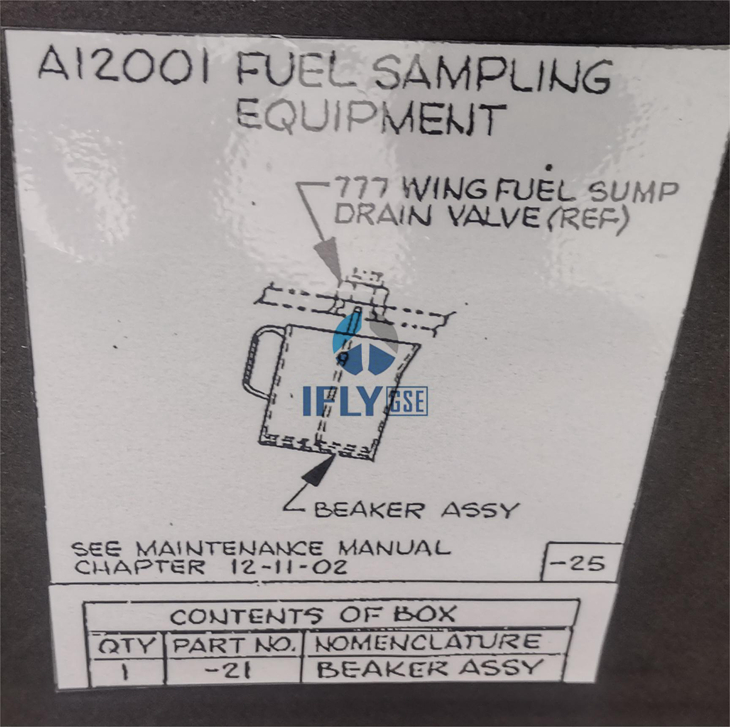 A12001 FUEL SAMPLING
EQUIPMENT
777 WING FUEL SUMP
DRAIN VALVE (REF)
IFLY GSE
BEAKER ASSY
SEE MAINTENANCE MANUAL
CHAPTER 12-11-02
-25
CONTENTS OF BOX
QTY PART NO. NOMENCLATURE
1 -21 BEAKER ASSY